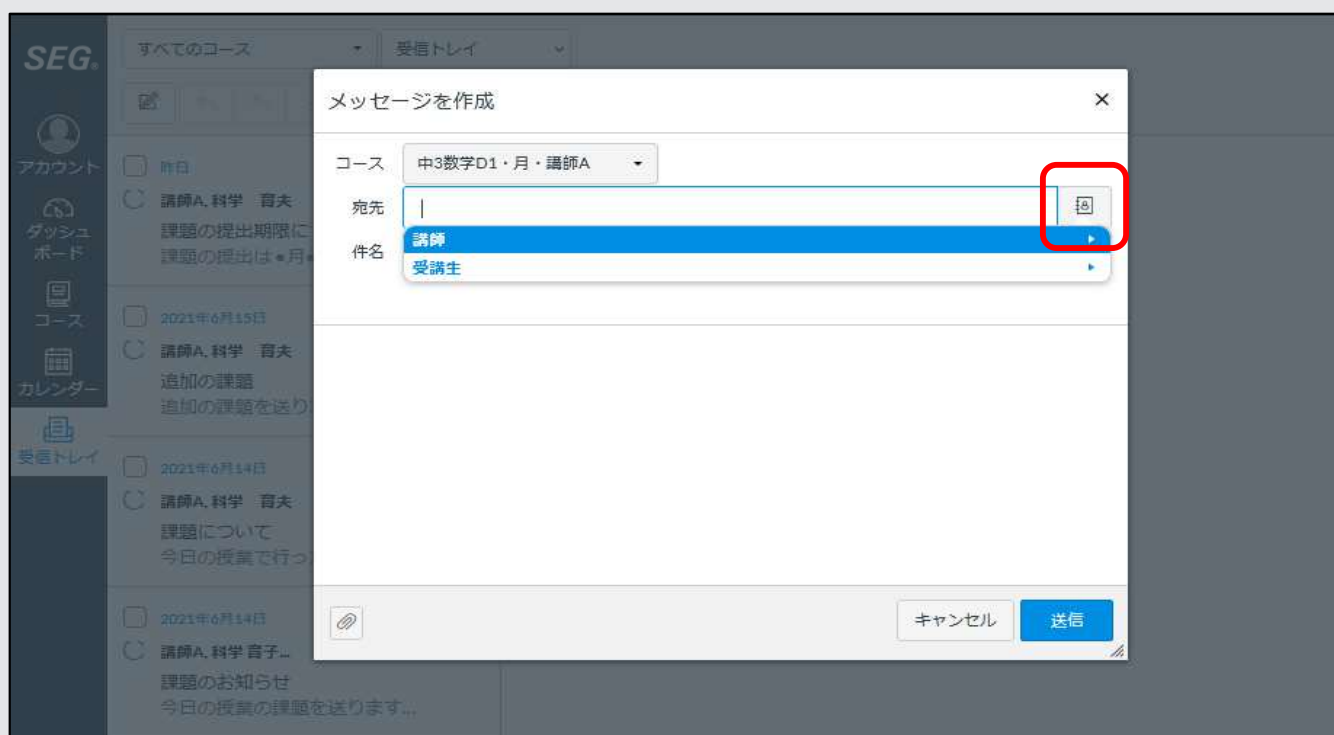 SEG
すべてのコース
受信トレイ
メッセージを作成
アカウント
ダッシュ
ボード
コース
カレンダー
受信トレイ
昨日
講師A, 科学 育夫
課題の提出期限に
課題の提出は●月●
2021年6月15日
講師A, 科学 育夫
追加の課題
追加の課題を送り
2021年6月14日
講師A, 科学 育夫
課題について
今日の授業で行っ
2021年6月14日
講師A, 科学 育子...
課題のお知らせ
今日の授業の課題を送ります...
コース
中3数学D1・月・講師A
宛先
講師
受講生
件名
キャンセル
送信